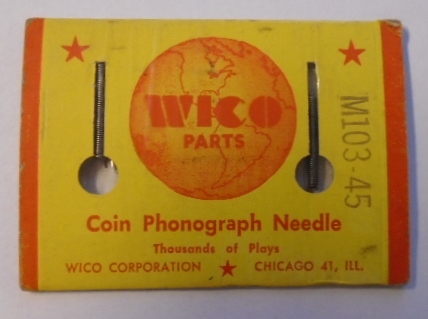 WICO
PARTS
M103-45
Coin Phonograph Needle
Thousands of Plays
WICO CORPORATION ★ CHICAGO 41, ILL.